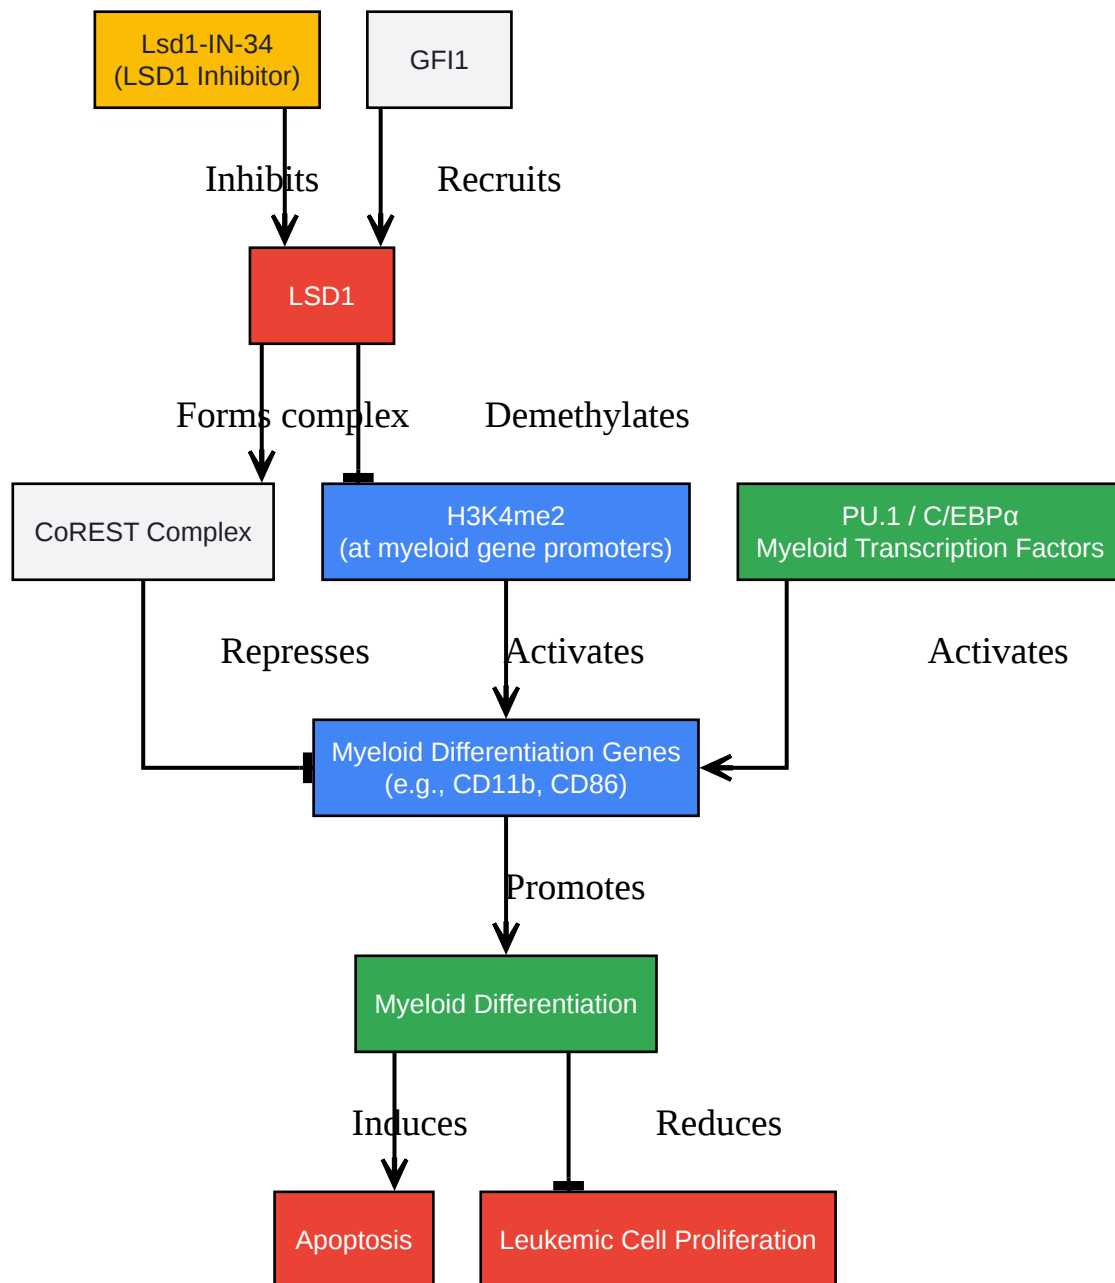 Lsd1-IN-34
(LSD1 Inhibitor)
GFI1
Inhibits
Recruits
LSD1
Forms complex
Demethylates
CoREST Complex
H3K4me2
(at myeloid gene promoters)
PU.1 / C/EBPα
Myeloid Transcription Factors
Represses
Activates
Activates
Myeloid Differentiation Genes
(e.g., CD11b, CD86)
Promotes
Myeloid Differentiation
Induces
Reduces
Apoptosis
Leukemic Cell Proliferation